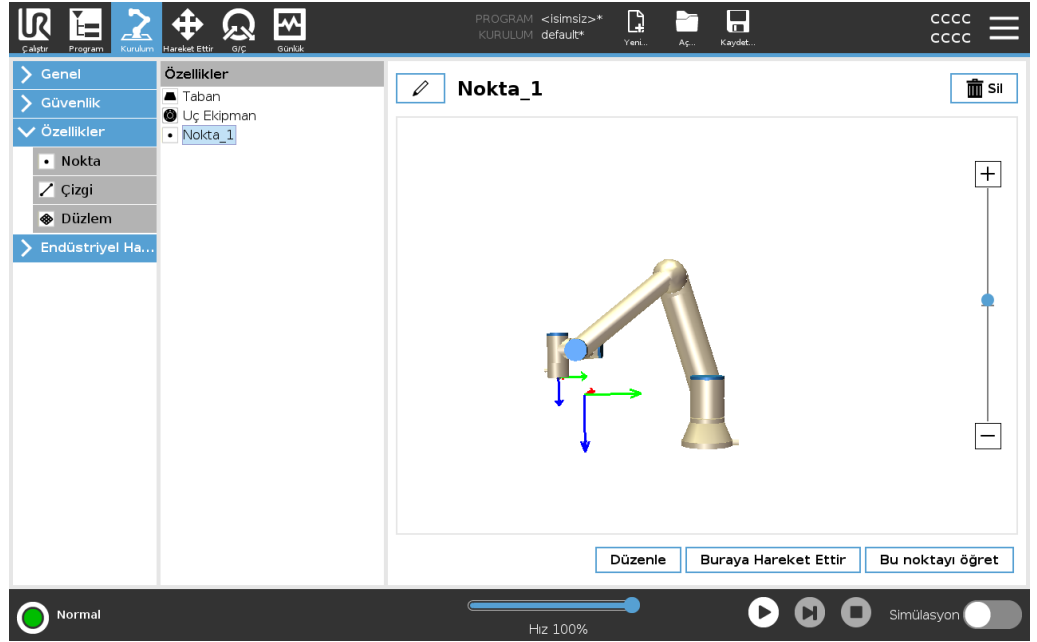 PROGRAM <isimsiz>*
KURULUM default*
CCCC
CCCC
Çalıştır Program Kurulum Hareket Ettir G/Ç Günlük Yeni... Aç... Kaydet...
Genel
Güvenlik
Özellikler
Nokta
Çizgi
Düzlem
Endüstriyel Ha...
Özellikler
Taban
Uç Ekipman
Nokta_1
Nokta_1
Sil
Düzenle Buraya Hareket Ettir Bu noktayı öğret
Normal
Hız 100%
Simülasyon